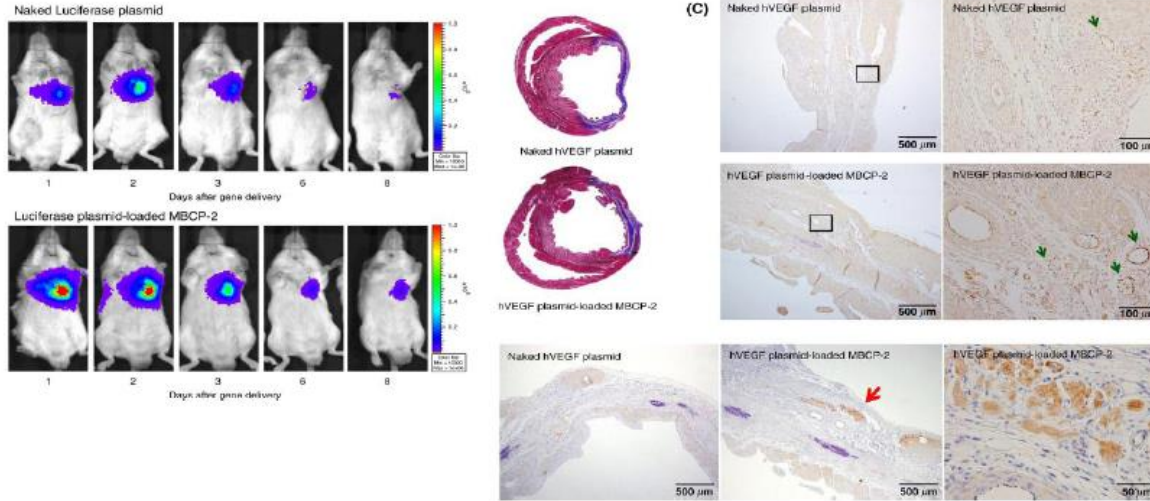 Naked Luciferase plasmid
1
2
3
6
8
Days after gene delivery
Luciferase plasmid-loaded MBCP-2
1
2
3
6
8
Days after gene delivery
Naked hVEGF plasmid
hVEGF plasmid-loaded MBCP-2
(C)
Naked hVEGF plasmid
500 μm
Naked hVEGF plasmid
100 μm
hVEGF plasmid-loaded MBCP-2
500 μm
hVEGF plasmid-loaded MBCP-2
100 μm
Naked hVEGF plasmid
500 μm
hVEGF plasmid-loaded MBCP-2
500 μm
hVEGF plasmid-loaded MBCP-2
50 μm